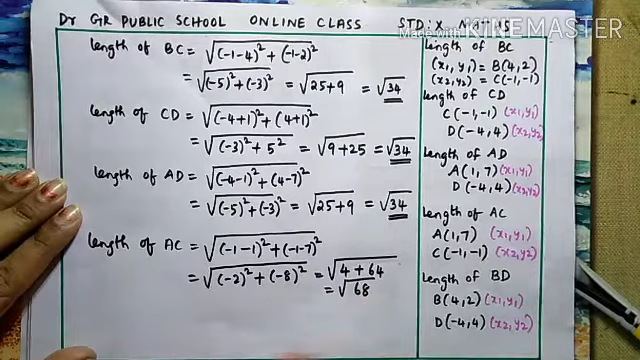 Dr GR PUBLIC SCHOOL ONLINE CLASS STD: X MATHS
Made with KINEMASTER
length of BC = √(-1-4)²+(-1-2)²
= √(-5)²+(-3)² = √25+9 = √34
length of CD = √(-4+1)²+(4+1)²
= √(-3)²+5² = √9+25 = √34
length of AD = √(-4-1)²+(4-7)²
= √(-5)²+(-3)² = √25+9 = √34
length of AC = √(-1-1)²+(-1-7)²
= √(-2)²+(-8)² = √4+64
= √68
length of BC
(x₁,y₁) = B(4,2)
(x₂,y₂) = C(-1,-1)
length of CD
C(-1,-1) (x₁,y₁)
D(-4,4) (x₂,y₂)
length of AD
A(1,7) (x₁,y₁)
D(-4,4) (x₂,y₂)
length of AC
A(1,7) (x₁,y₁)
C(-1,-1) (x₂,y₂)
length of BD
B(4,2) (x₁,y₁)
D(-4,4) (x₂,y₂)